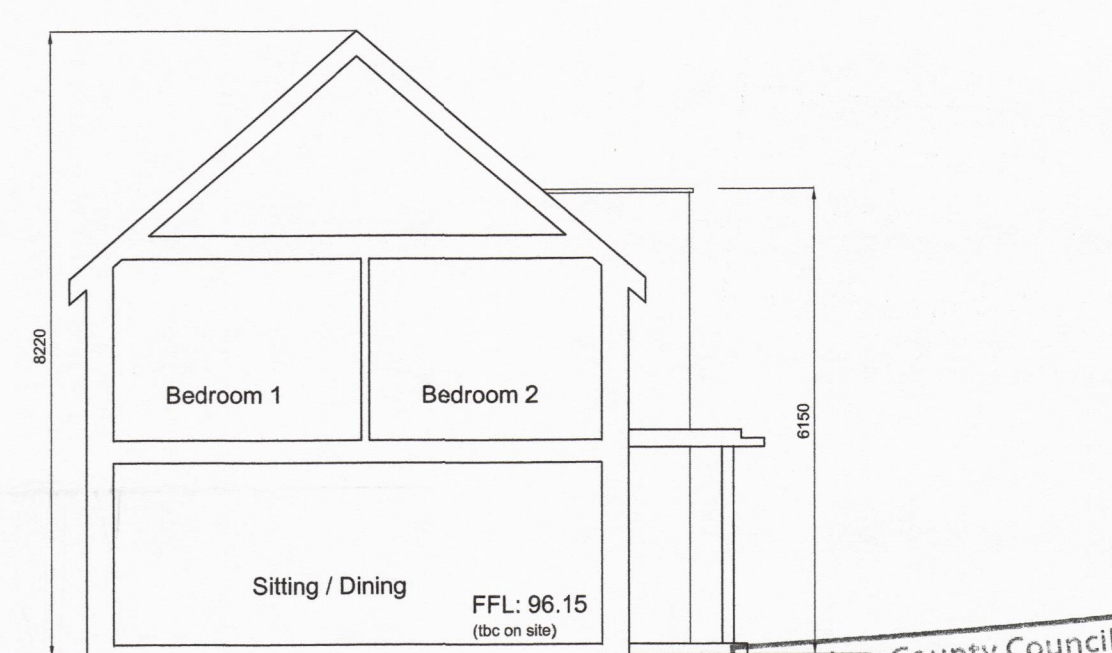 8220
Bedroom 1
Bedroom 2
6150
Sitting / Dining
FFL: 96.15
(tbc on site)
County Council